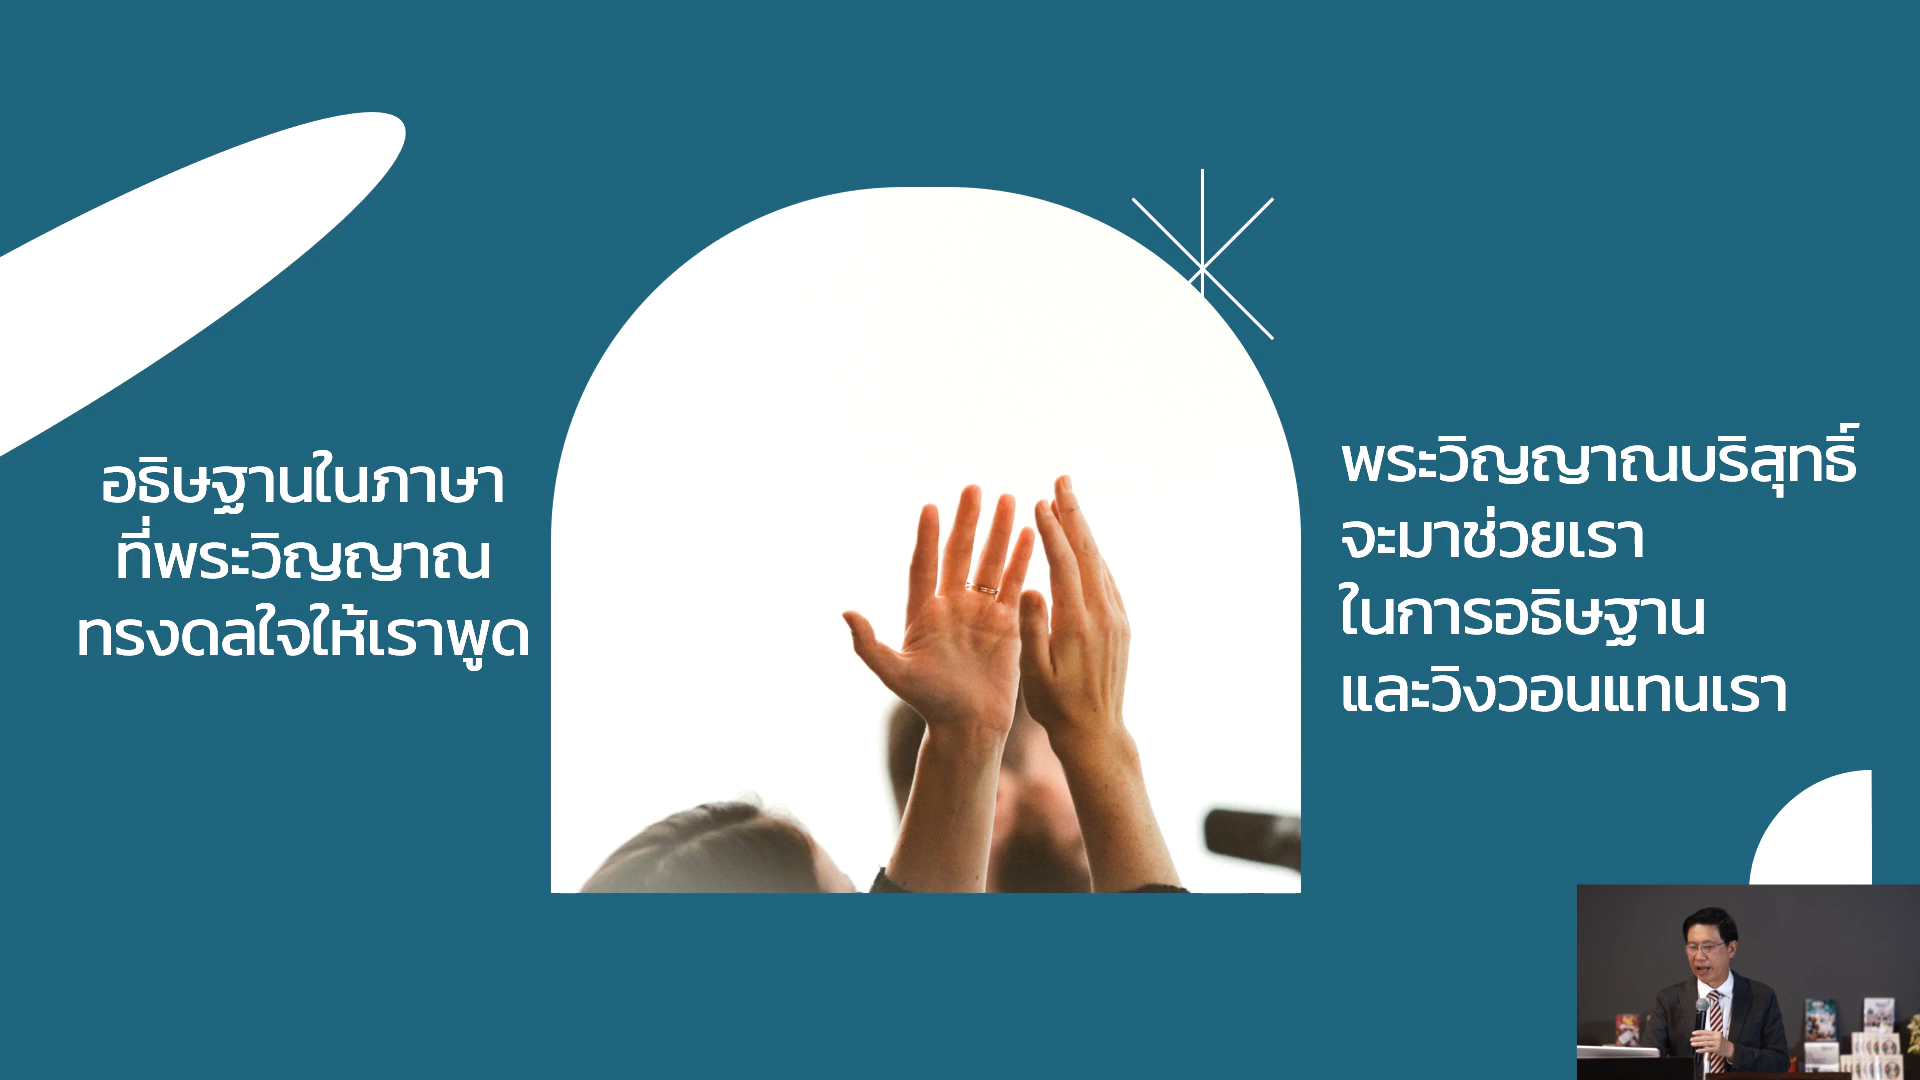 อธิษฐานในภาษา
ที่พระวิญญาณ
ทรงดลใจให้เราพูด
พระวิญญาณบริสุทธิ์
จะมาช่วยเรา
ในการอธิษฐาน
และวิงวอนแทนเรา